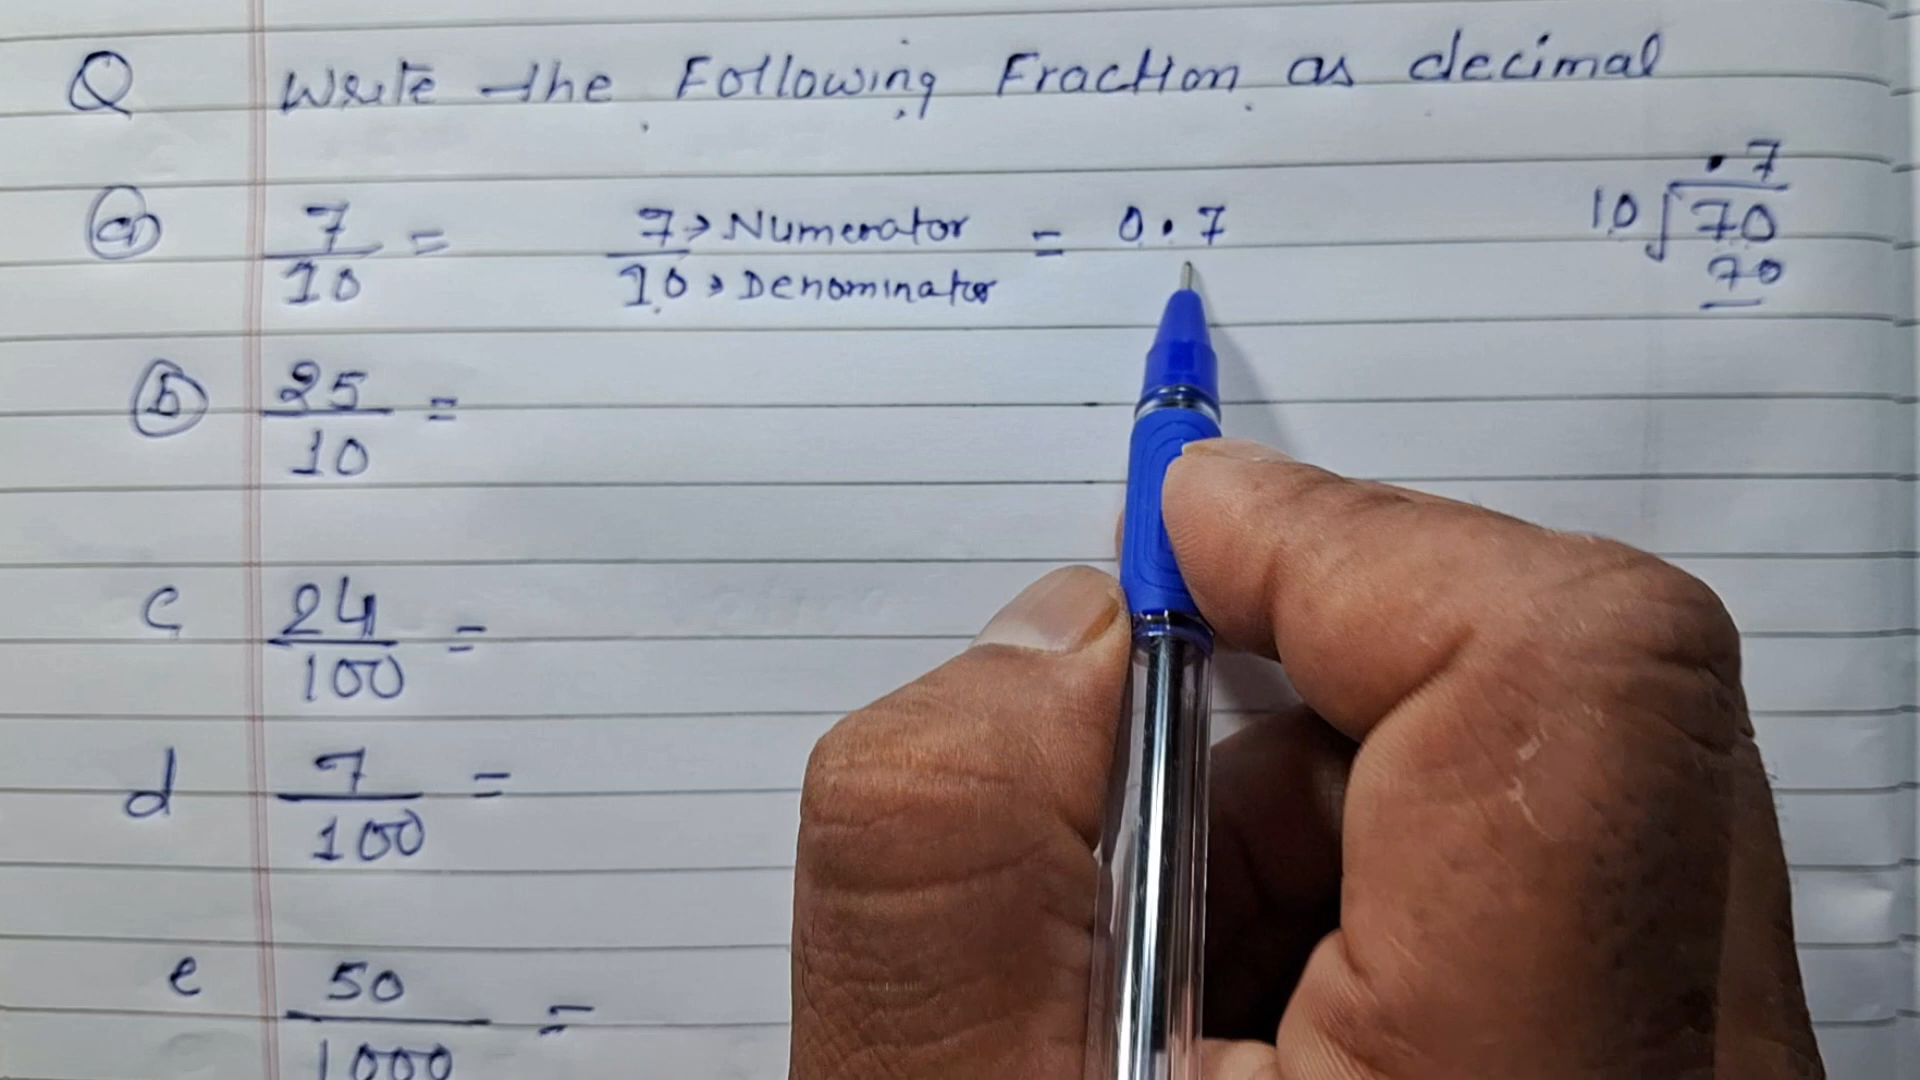 Q Write the Following Fraction as decimal
(a) 7/10 = 7 > Numerator / 10 > Denominator = 0.7
.7
10 √70
70
(b) 25/10 =
c 24/100 =
d 7/100 =
e 50/1000 =